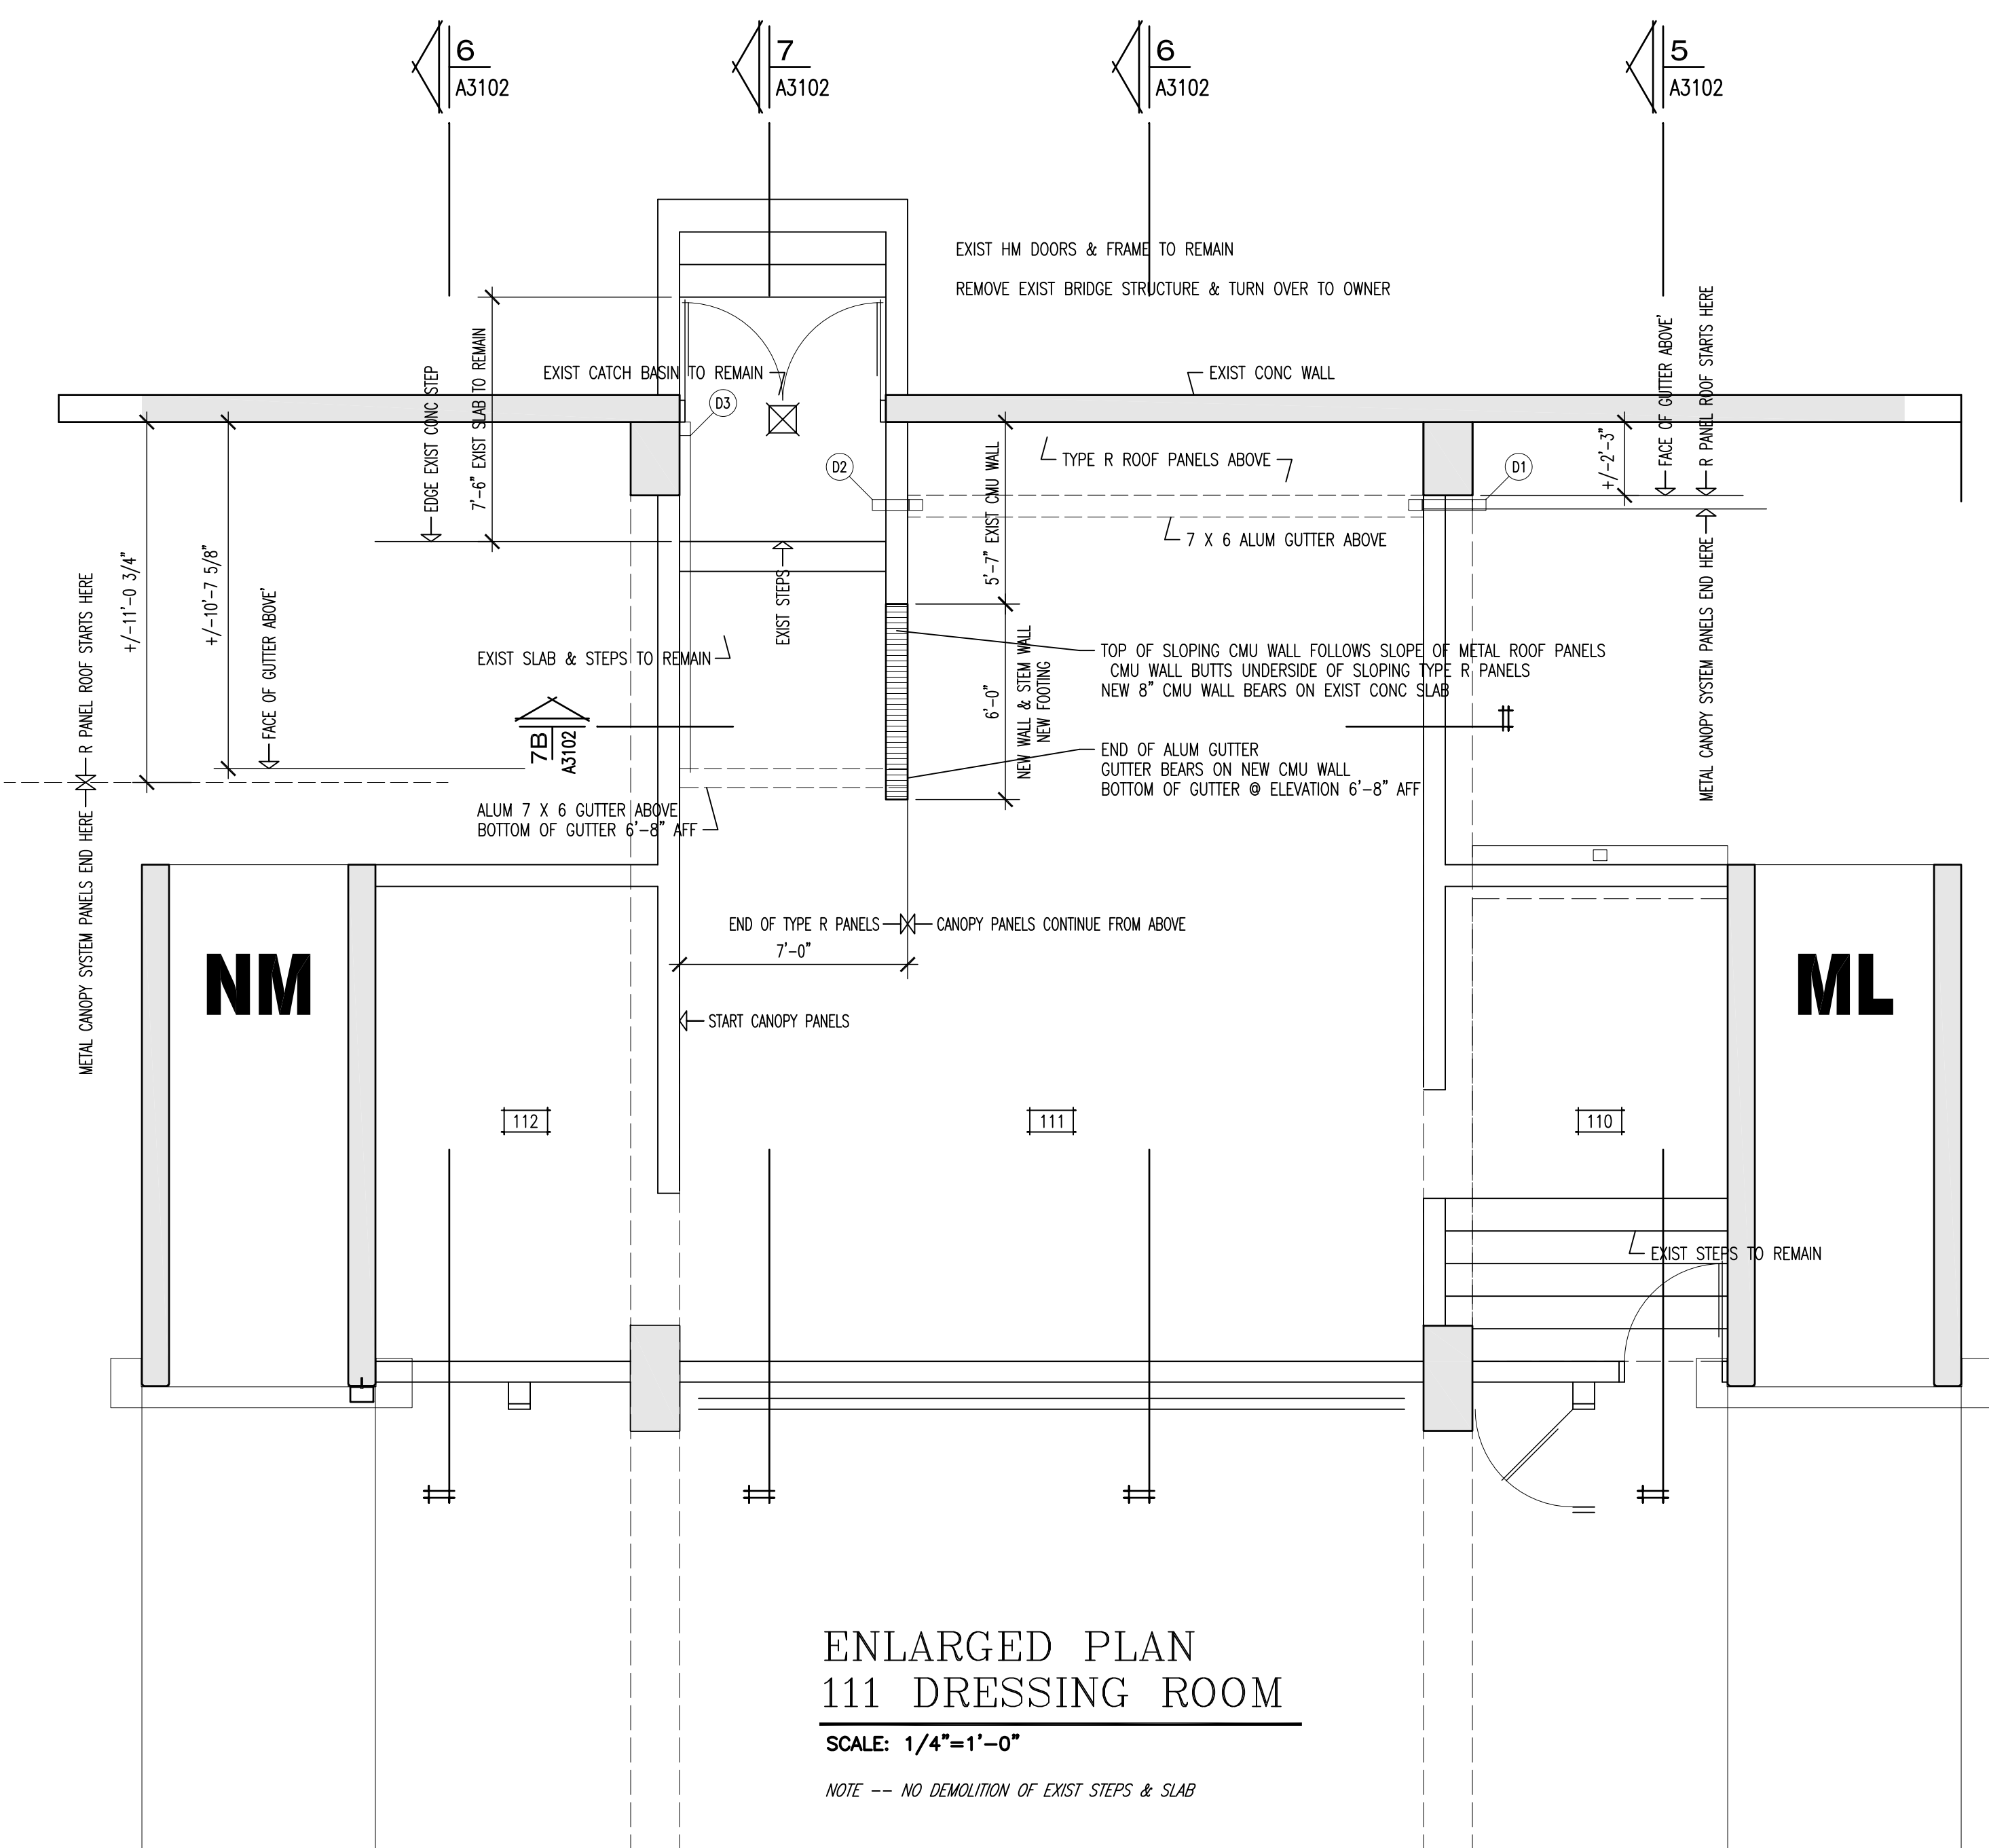 6
A3102
7
A3102
6
A3102
5
A3102
EXIST HM DOORS & FRAME TO REMAIN
REMOVE EXIST BRIDGE STRUCTURE & TURN OVER TO OWNER
EXIST CATCH BASIN TO REMAIN
EXIST CONC WALL
EDGE EXIST CONC STEP
7'-6" EXIST SLAB TO REMAIN
D3
D2
D1
TYPE R ROOF PANELS ABOVE
7 X 6 ALUM GUTTER ABOVE
5'-7" EXIST CMU WALL
+/-2'-3"
FACE OF GUTTER ABOVE'
R PANEL ROOF STARTS HERE
METAL CANOPY SYSTEM PANELS END HERE
+/-11'-0 3/4"
+/-10'-7 5/8"
FACE OF GUTTER ABOVE'
R PANEL ROOF STARTS HERE
METAL CANOPY SYSTEM PANELS END HERE
EXIST STEPS
EXIST SLAB & STEPS TO REMAIN
6'-0"
NEW WALL & STEM WALL
NEW FOOTING
TOP OF SLOPING CMU WALL FOLLOWS SLOPE OF METAL ROOF PANELS
CMU WALL BUTTS UNDERSIDE OF SLOPING TYPE R PANELS
NEW 8" CMU WALL BEARS ON EXIST CONC SLAB
7B
A3102
END OF ALUM GUTTER
GUTTER BEARS ON NEW CMU WALL
BOTTOM OF GUTTER @ ELEVATION 6'-8" AFF
ALUM 7 X 6 GUTTER ABOVE
BOTTOM OF GUTTER 6'-8" AFF
END OF TYPE R PANELS
CANOPY PANELS CONTINUE FROM ABOVE
7'-0"
NM
ML
START CANOPY PANELS
112
111
110
EXIST STEPS TO REMAIN
ENLARGED PLAN
111 DRESSING ROOM
SCALE: 1/4"=1'-0"
NOTE -- NO DEMOLITION OF EXIST STEPS & SLAB